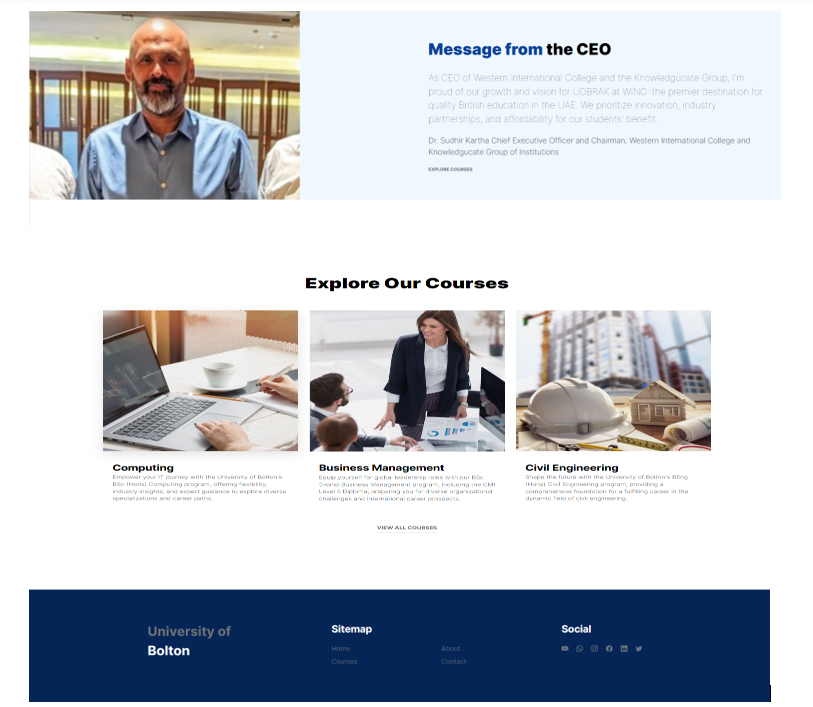 Message from the CEO
As CEO of Western International College and the Knowledgucate Group, I'm
proud of our growth and vision for UOBRAK at WINC: the premier destination for
quality British education in the UAE. We prioritize innovation, industry
partnerships, and affordability for our students' benefit.
Dr. Sudhir Kartha Chief Executive Officer and Chairman. Western International College and
Knowledgucate Group of Institutions
EXPLORE COURSES
Explore Our Courses
Computing
Empower your IT journey with the University of Bolton's
BSc (Hons) Computing program, offering flexibility,
industry insights, and expert guidance to explore diverse
specializations and career paths.
Business Management
Equip yourself for global leadership roles with our BSc
(Hons) Business Management program, including the CMI
Level 5 Diploma, preparing you for diverse organizational
challenges and international career prospects.
Civil Engineering
Shape the future with the University of Bolton's BEng
(Hons) Civil Engineering program, providing a
comprehensive foundation for a fulfilling career in the
dynamic field of civil engineering.
VIEW ALL COURSES
University of
Bolton
Sitemap
Home
About
Courses
Contact
Social